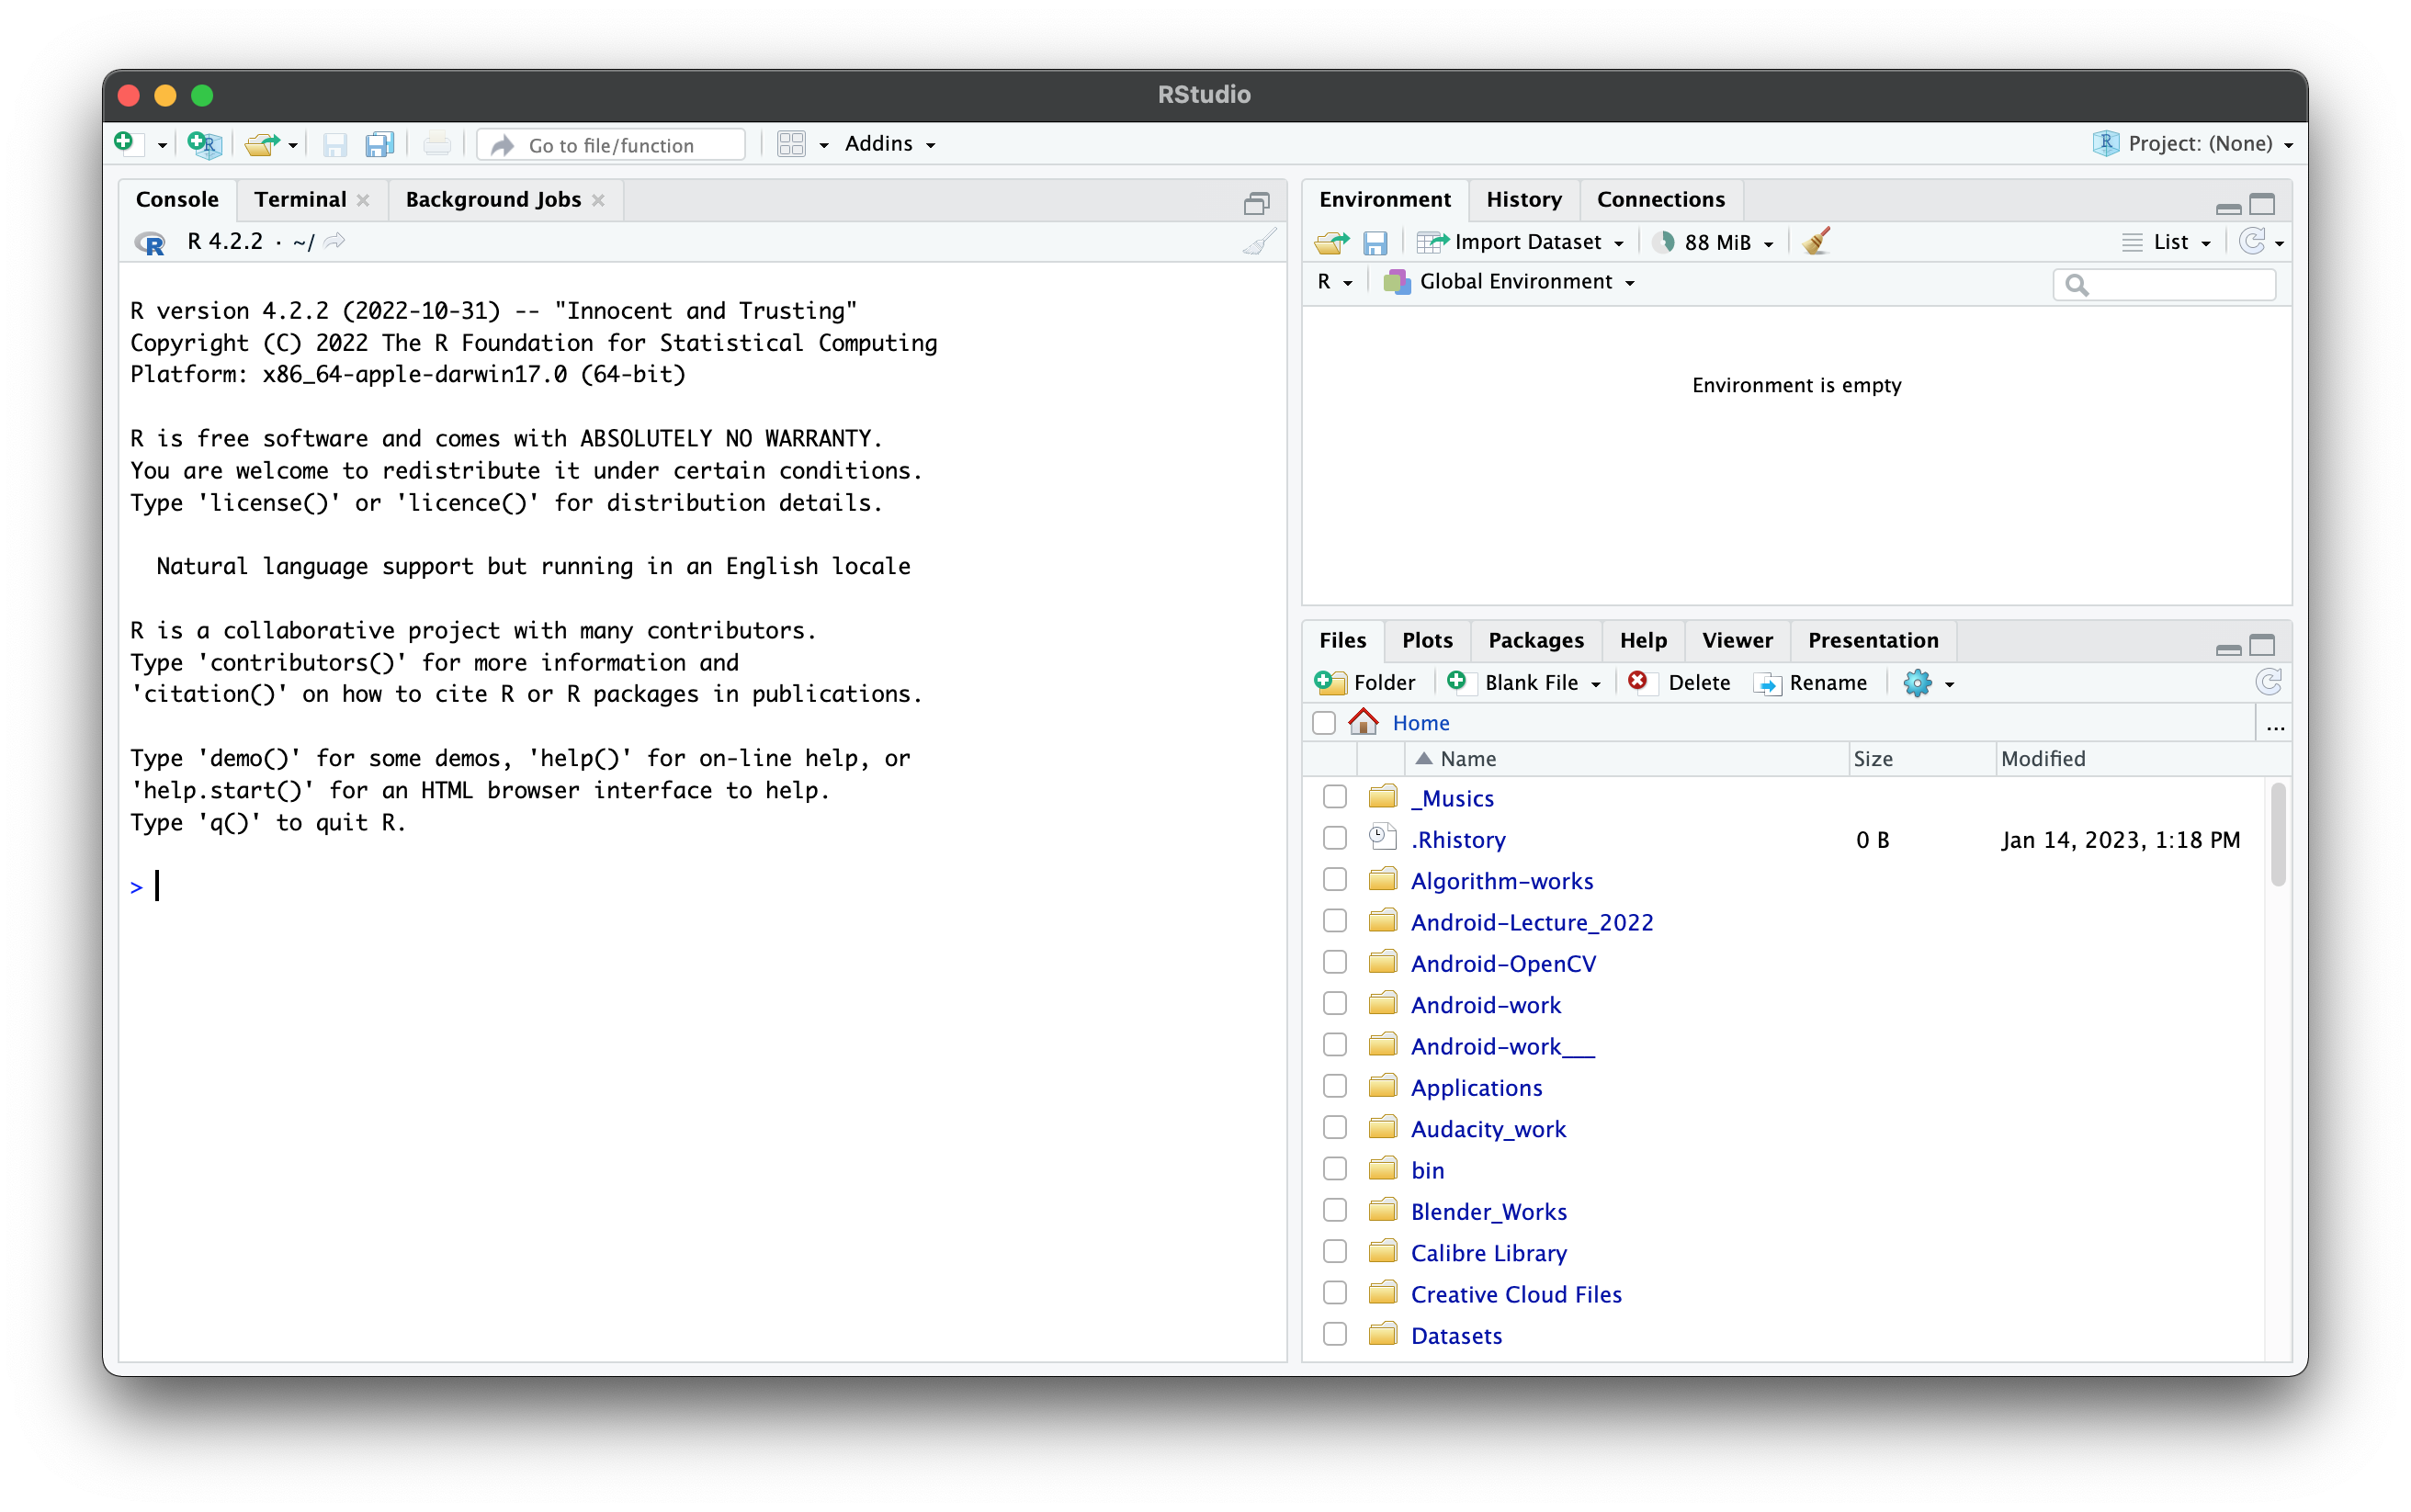 RStudio
Go to file/function
Addins
Project: (None)
Console Terminal Background Jobs
R 4.2.2 · ~/
R version 4.2.2 (2022-10-31) -- "Innocent and Trusting"
Copyright (C) 2022 The R Foundation for Statistical Computing
Platform: x86_64-apple-darwin17.0 (64-bit)
R is free software and comes with ABSOLUTELY NO WARRANTY.
You are welcome to redistribute it under certain conditions.
Type 'license()' or 'licence()' for distribution details.
Natural language support but running in an English locale
R is a collaborative project with many contributors.
Type 'contributors()' for more information and
'citation()' on how to cite R or R packages in publications.
Type 'demo()' for some demos, 'help()' for on-line help, or
'help.start()' for an HTML browser interface to help.
Type 'q()' to quit R.
>
Environment History Connections
Import Dataset 88 MiB List
R Global Environment
Environment is empty
Files Plots Packages Help Viewer Presentation
Folder Blank File Delete Rename
Home ...
Name Size Modified
_Musics
.Rhistory 0 B Jan 14, 2023, 1:18 PM
Algorithm-works
Android-Lecture_2022
Android-OpenCV
Android-work
Android-work___
Applications
Audacity_work
bin
Blender_Works
Calibre Library
Creative Cloud Files
Datasets